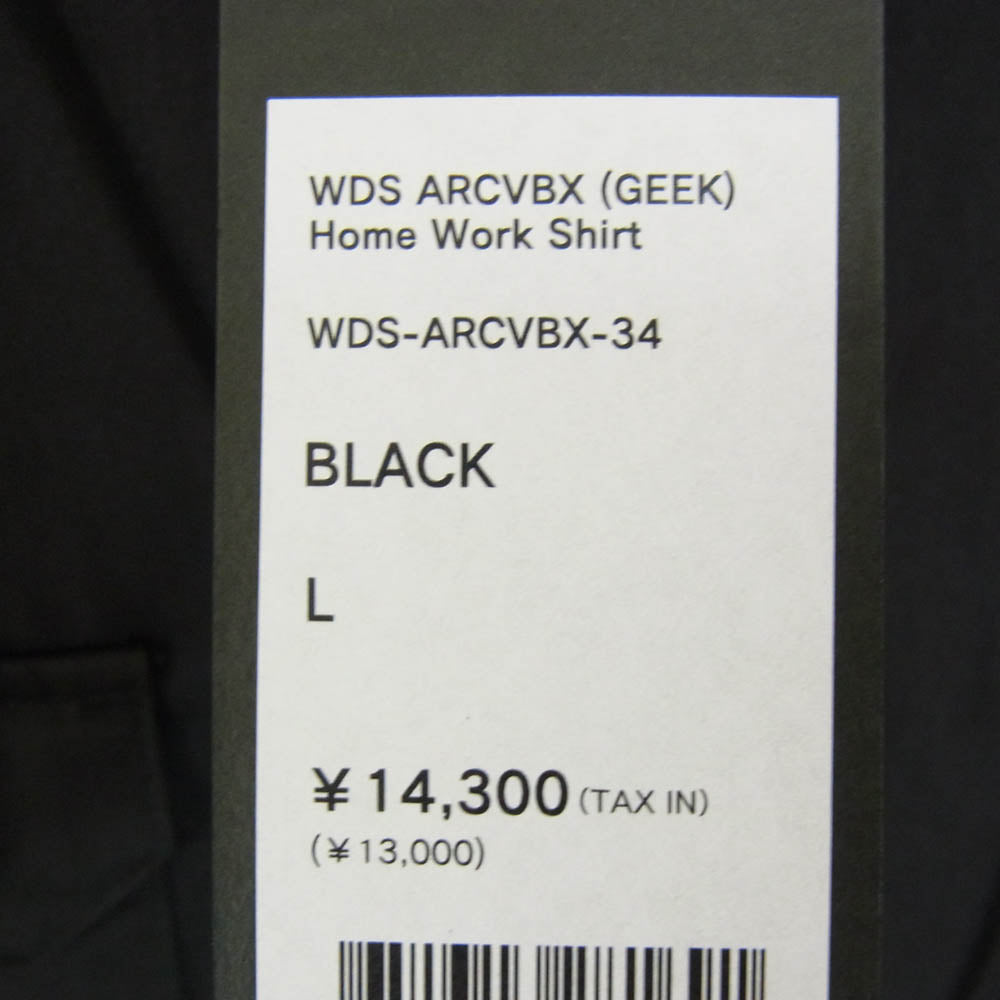 WDS ARCVBX (GEEK)
Home Work Shirt
WDS-ARCVBX-34
BLACK
L
¥14,300 (TAX IN)
(¥13,000)